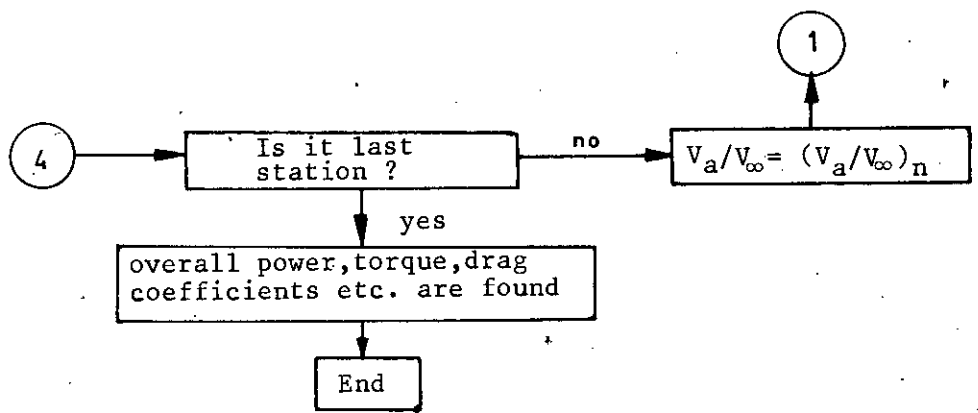 1
4
Is it last
station ?
no
V_a/V_∞ = (V_a/V_∞)_n
yes
overall power,torque,drag
coefficients etc. are found
End